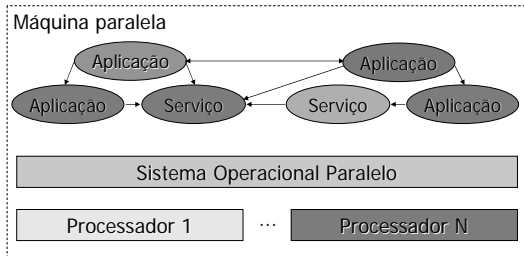 Máquina paralela
Aplicação
Aplicação
Aplicação
Serviço
Serviço
Aplicação
Sistema Operacional Paralelo
Processador 1
...
Processador N